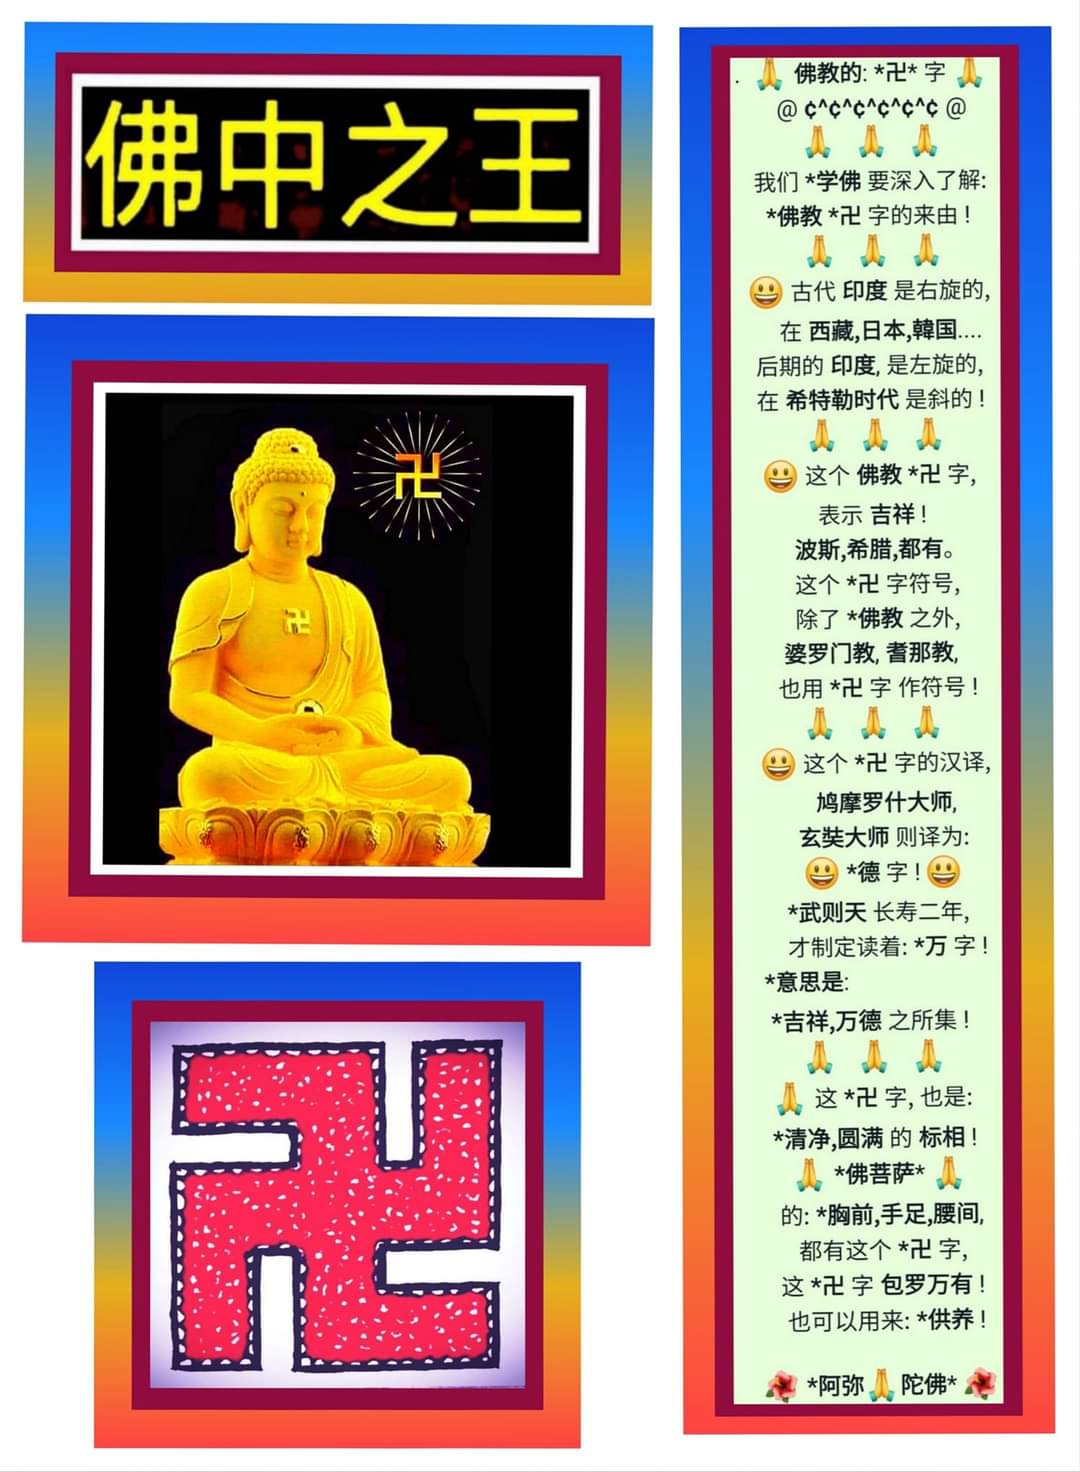 佛中之王
卍
卍
. 🙏 佛教的: *卍* 字 🙏
@ ¢^¢^¢^¢^¢^¢ @
🙏 🙏 🙏
我们 *学佛 要深入了解:
*佛教 *卍 字的来由 !
🙏 🙏 🙏
😃 古代 印度 是右旋的,
在 西藏,日本,韓国....
后期的 印度, 是左旋的,
在 希特勒时代 是斜的 !
🙏 🙏 🙏
😃 这个 佛教 *卍 字,
表示 吉祥 !
波斯,希腊,都有。
这个 *卍 字符号,
除了 *佛教 之外,
婆罗门教, 耆那教,
也用 *卍 字 作符号 !
🙏 🙏 🙏
😃 这个 *卍 字的汉译,
鸠摩罗什大师,
玄奘大师 则译为:
😃 *德 字 ! 😃
*武则天 长寿二年,
才制定读着: *万 字 !
*意思是:
*吉祥,万德 之所集 !
🙏 🙏 🙏
🙏 这 *卍 字, 也是:
*清净,圆满 的 标相 !
🙏 *佛菩萨* 🙏
的: *胸前,手足,腰间,
都有这个 *卍 字,
这 *卍 字 包罗万有 !
也可以用来: *供养 !
🌺 *阿弥 🙏 陀佛* 🌺